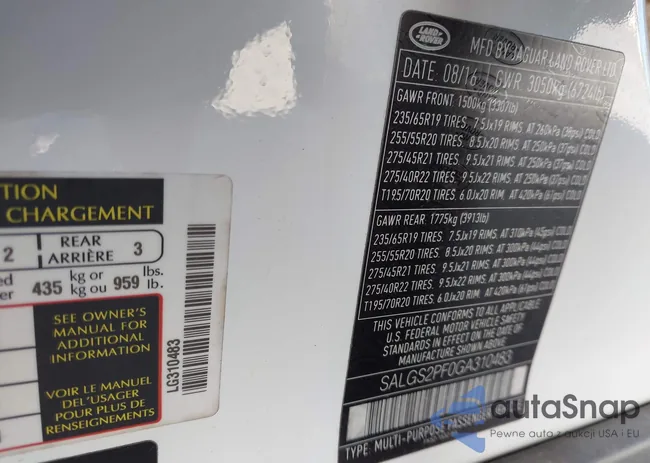 TION
CHARGEMENT
2 REAR ARRIÈRE 3
435 kg or kg ou 959 lbs. lb.
SEE OWNER'S
MANUAL FOR
ADDITIONAL
INFORMATION
VOIR LE MANUEL
DEL'USAGER
POUR PLUS DE
RENSEIGNEMENTS
LG310483
LAND ROVER
MFD BY JAGUAR LAND ROVER LTD.
DATE: 08/16 GWR 3050kg (6724lb)
GAWR FRONT 1500kg (3307lb)
235/65R19 TIRES. 7.5Jx19 RIMS. AT 260kPa (38psi) COLD
255/55R20 TIRES. 8.5Jx20 RIMS. AT 250kPa (37psi) COLD
275/45R21 TIRES. 9.5Jx21 RIMS. AT 250kPa (37psi) COLD
275/40R22 TIRES. 9.5Jx22 RIMS. AT 250kPa (37psi) COLD
T195/70R20 TIRES. 6.0Jx20 RIM. AT 420kPa (61psi) COLD
GAWR REAR. 1775kg (3913lb)
235/65R19 TIRES. 7.5Jx19 RIMS. AT 310kPa (45psi) COLD
255/55R20 TIRES. 8.5Jx20 RIMS. AT 300kPa (44psi) COLD
275/45R21 TIRES. 9.5Jx21 RIMS. AT 300kPa (44psi) COLD
275/40R22 TIRES. 9.5Jx22 RIMS. AT 300kPa (44psi) COLD
T195/70R20 TIRES. 6.0Jx20 RIM. AT 420kPa (61psi) COLD
THIS VEHICLE CONFORMS TO ALL APPLICABLE
U.S. FEDERAL MOTOR VEHICLE SAFETY
STANDARDS IN EFFECT ON THE DATE OF
MANUFACTURE SHOWN ABOVE.
SALGS2PF0GA310483
TYPE: MULTI-PURPOSE PASSENGER
autaSnap
Pewne auto z aukcji USA i EU